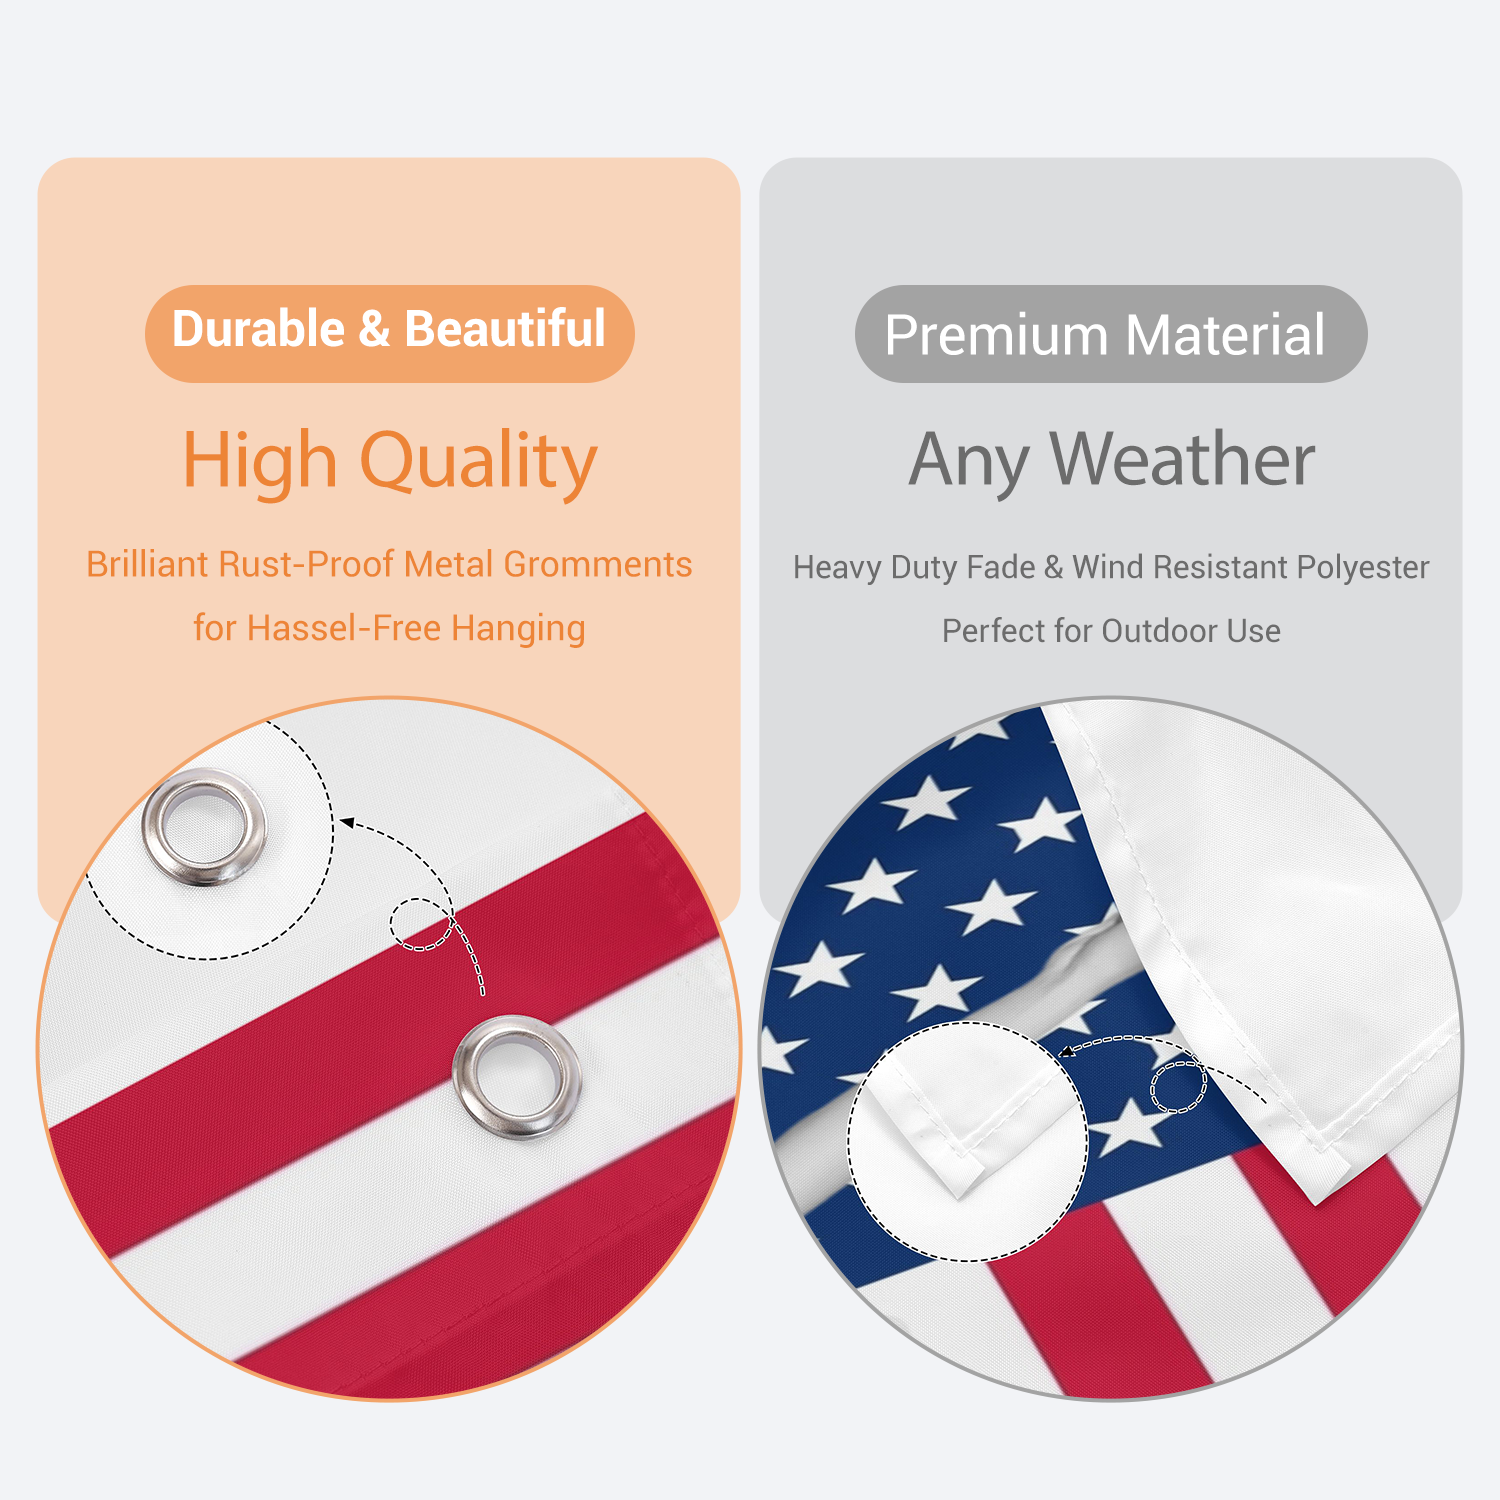 Durable & Beautiful
High Quality
Brilliant Rust-Proof Metal Gromments
for Hassel-Free Hanging
Premium Material
Any Weather
Heavy Duty Fade & Wind Resistant Polyester
Perfect for Outdoor Use